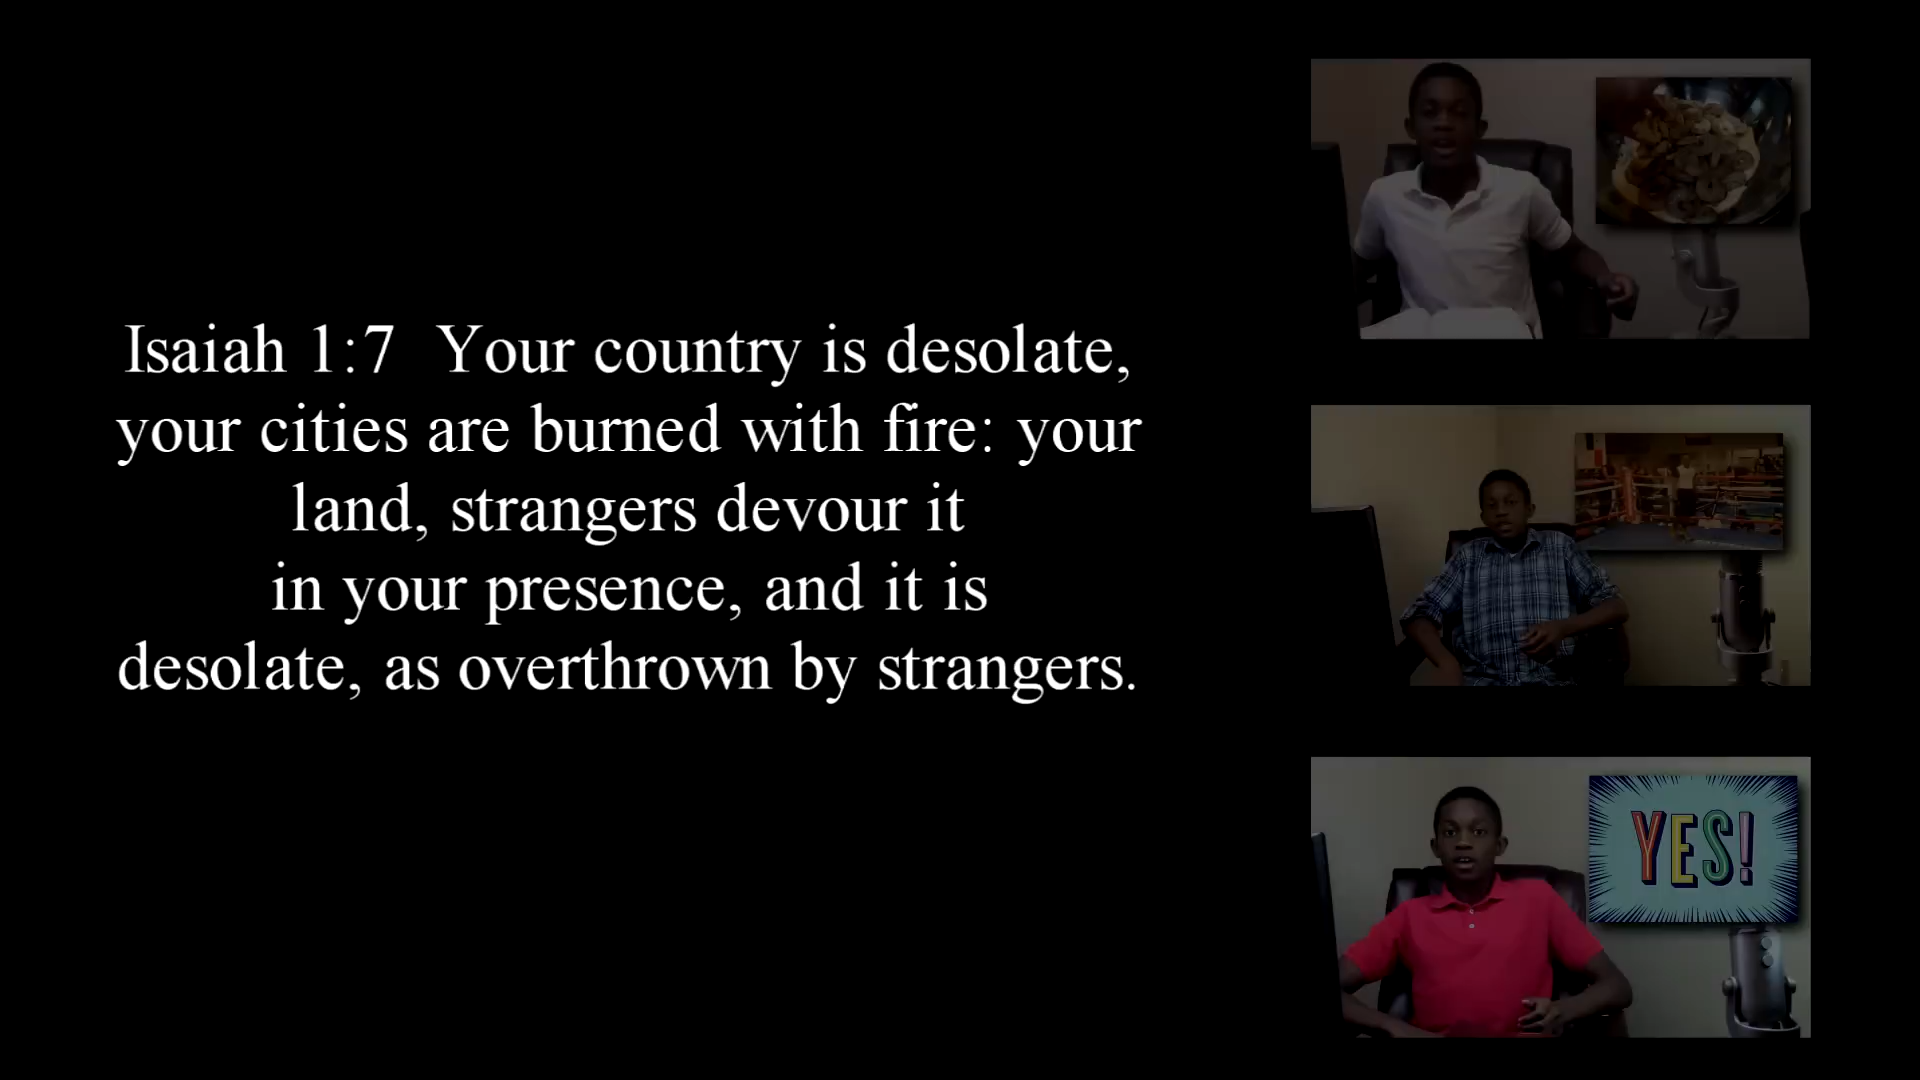 Isaiah 1:7  Your country is desolate,
your cities are burned with fire: your
land, strangers devour it
in your presence, and it is
desolate, as overthrown by strangers.
YES!